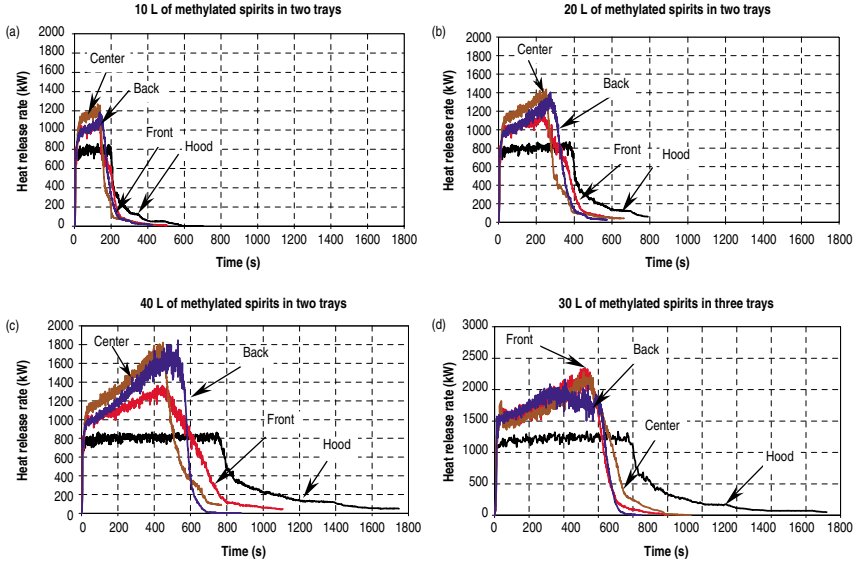 10 L of methylated spirits in two trays
(a)
Heat release rate (kW)
2000
1800
1600
1400
1200
1000
800
600
400
200
0
Center
Back
Front
Hood
0 200 400 600 800 1000 1200 1400 1600 1800
Time (s)
20 L of methylated spirits in two trays
(b)
Heat release rate (kW)
2000
1800
1600
1400
1200
1000
800
600
400
200
0
Center
Back
Front
Hood
0 200 400 600 800 1000 1200 1400 1600 1800
Time (s)
40 L of methylated spirits in two trays
(c)
Heat release rate (kW)
2000
1800
1600
1400
1200
1000
800
600
400
200
0
Center
Back
Front
Hood
0 200 400 600 800 1000 1200 1400 1600 1800
Time (s)
30 L of methylated spirits in three trays
(d)
Heat release rate (kW)
3000
2500
2000
1500
1000
500
0
Front
Back
Center
Hood
0 200 400 600 800 1000 1200 1400 1600 1800
Time (s)